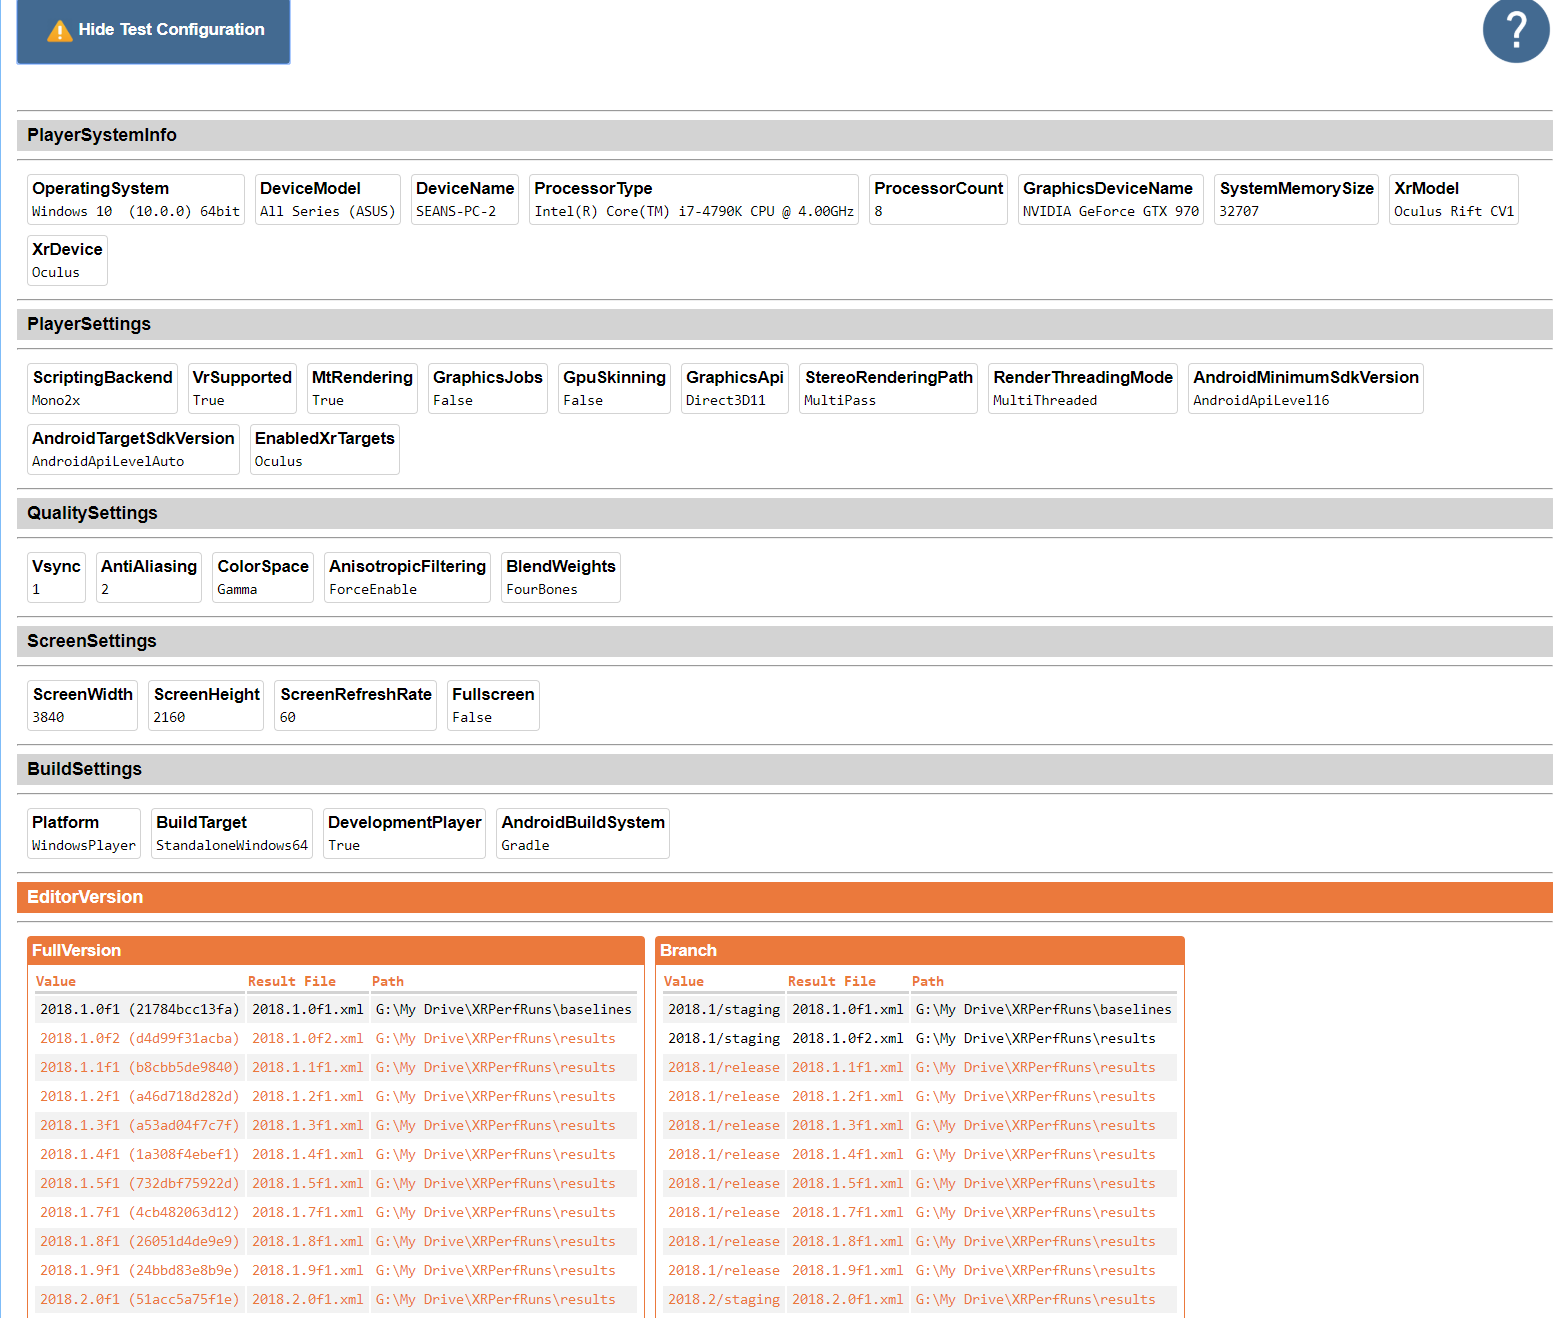 Hide Test Configuration
?
PlayerSystemInfo
OperatingSystem DeviceModel DeviceName ProcessorType ProcessorCount GraphicsDeviceName SystemMemorySize XrModel
Windows 10 (10.0.0) 64bit All Series (ASUS) SEANS-PC-2 Intel(R) Core(TM) i7-4790K CPU @ 4.00GHz 8 NVIDIA GeForce GTX 970 32707 Oculus Rift CV1
XrDevice
Oculus
PlayerSettings
ScriptingBackend VrSupported MtRendering GraphicsJobs GpuSkinning GraphicsApi StereoRenderingPath RenderThreadingMode AndroidMinimumSdkVersion
Mono2x True True False False Direct3D11 MultiPass MultiThreaded AndroidApiLevel16
AndroidTargetSdkVersion EnabledXrTargets
AndroidApiLevelAuto Oculus
QualitySettings
Vsync AntiAliasing ColorSpace AnisotropicFiltering BlendWeights
1 2 Gamma ForceEnable FourBones
ScreenSettings
ScreenWidth ScreenHeight ScreenRefreshRate Fullscreen
3840 2160 60 False
BuildSettings
Platform BuildTarget DevelopmentPlayer AndroidBuildSystem
WindowsPlayer StandaloneWindows64 True Gradle
EditorVersion
FullVersion
Value Result File Path
2018.1.0f1 (21784bcc13fa) 2018.1.0f1.xml G:\My Drive\XRPerfRuns\baselines
2018.1.0f2 (d4d99f31acba) 2018.1.0f2.xml G:\My Drive\XRPerfRuns\results
2018.1.1f1 (b8cbb5de9840) 2018.1.1f1.xml G:\My Drive\XRPerfRuns\results
2018.1.2f1 (a46d718d282d) 2018.1.2f1.xml G:\My Drive\XRPerfRuns\results
2018.1.3f1 (a53ad04f7c7f) 2018.1.3f1.xml G:\My Drive\XRPerfRuns\results
2018.1.4f1 (1a308f4ebef1) 2018.1.4f1.xml G:\My Drive\XRPerfRuns\results
2018.1.5f1 (732dbf75922d) 2018.1.5f1.xml G:\My Drive\XRPerfRuns\results
2018.1.7f1 (4cb482063d12) 2018.1.7f1.xml G:\My Drive\XRPerfRuns\results
2018.1.8f1 (26051d4de9e9) 2018.1.8f1.xml G:\My Drive\XRPerfRuns\results
2018.1.9f1 (24bbd83e8b9e) 2018.1.9f1.xml G:\My Drive\XRPerfRuns\results
2018.2.0f1 (51acc5a75f1e) 2018.2.0f1.xml G:\My Drive\XRPerfRuns\results
Branch
Value Result File Path
2018.1/staging 2018.1.0f1.xml G:\My Drive\XRPerfRuns\baselines
2018.1/staging 2018.1.0f2.xml G:\My Drive\XRPerfRuns\results
2018.1/release 2018.1.1f1.xml G:\My Drive\XRPerfRuns\results
2018.1/release 2018.1.2f1.xml G:\My Drive\XRPerfRuns\results
2018.1/release 2018.1.3f1.xml G:\My Drive\XRPerfRuns\results
2018.1/release 2018.1.4f1.xml G:\My Drive\XRPerfRuns\results
2018.1/release 2018.1.5f1.xml G:\My Drive\XRPerfRuns\results
2018.1/release 2018.1.7f1.xml G:\My Drive\XRPerfRuns\results
2018.1/release 2018.1.8f1.xml G:\My Drive\XRPerfRuns\results
2018.1/release 2018.1.9f1.xml G:\My Drive\XRPerfRuns\results
2018.2/staging 2018.2.0f1.xml G:\My Drive\XRPerfRuns\results